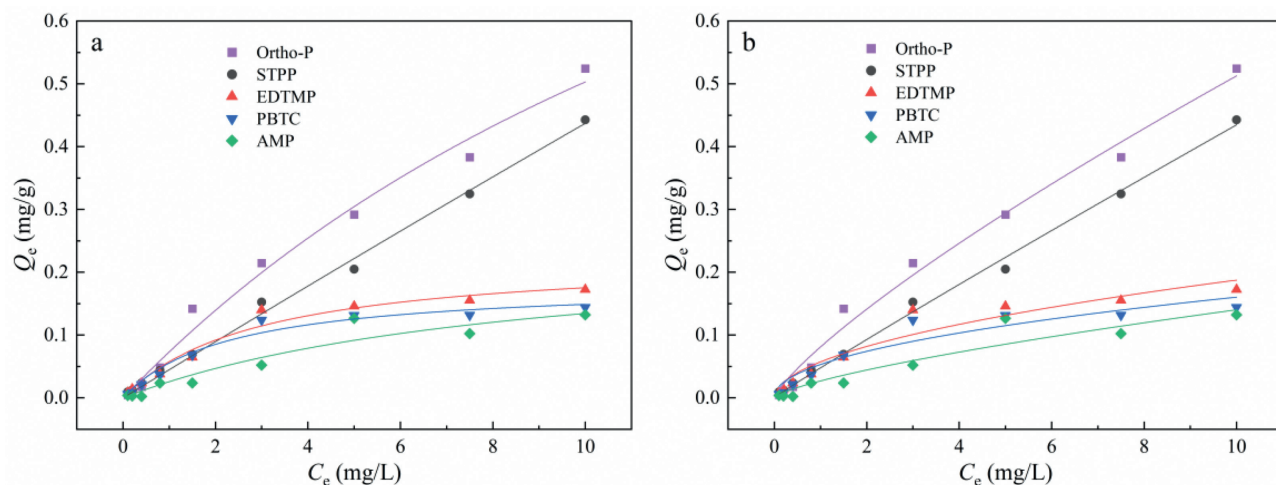 a
Ortho-P
STPP
EDTMP
PBTC
AMP
Qe (mg/g)
0.6
0.5
0.4
0.3
0.2
0.1
0.0
0 2 4 6 8 10
Ce (mg/L)
b
Ortho-P
STPP
EDTMP
PBTC
AMP
Qe (mg/g)
0.6
0.5
0.4
0.3
0.2
0.1
0.0
0 2 4 6 8 10
Ce (mg/L)